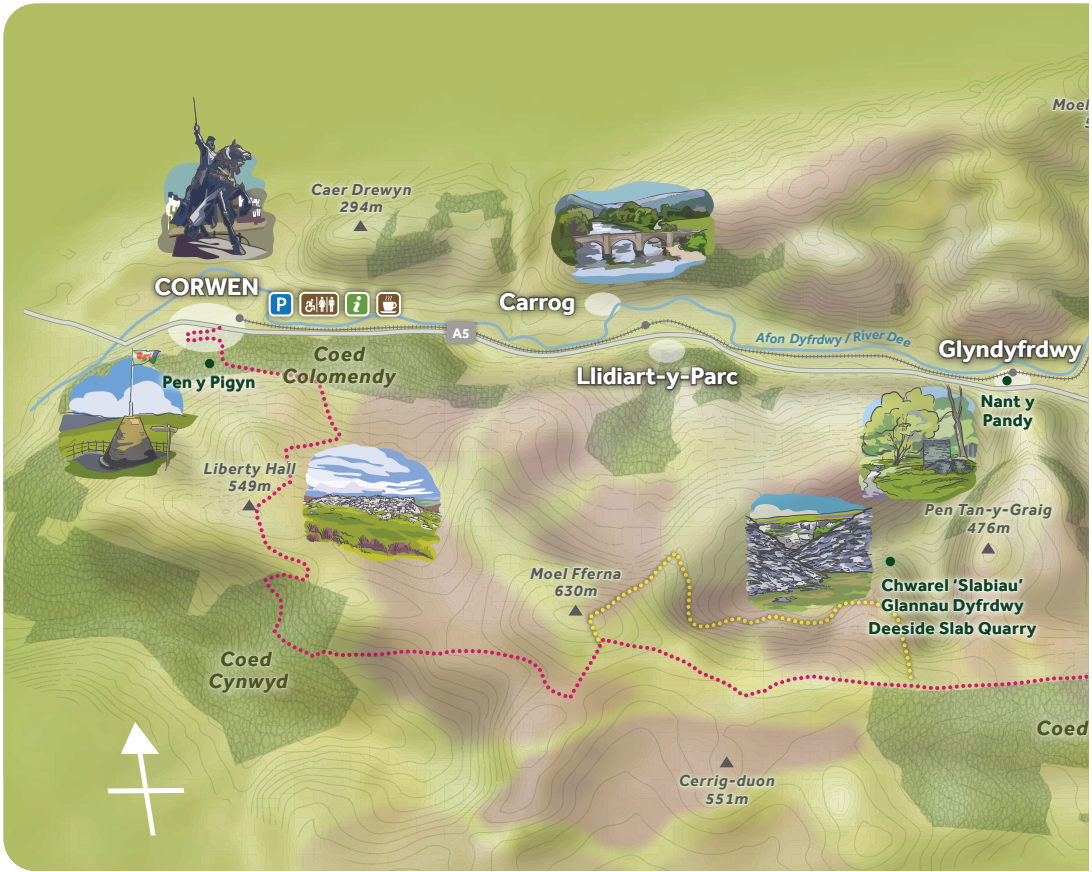 Moel
5
Caer Drewyn
294m
CORWEN
P
i
Carrog
A5
Afon Dyfrdwy / River Dee
Glyndyfrdwy
Coed
Colomendy
Pen y Pigyn
Llidiart-y-Parc
Nant y
Pandy
Liberty Hall
549m
Pen Tan-y-Graig
476m
Moel Fferna
630m
Chwarel ‘Slabiau’
Glannau Dyfrdwy
Deeside Slab Quarry
Coed
Cynwyd
Coed
Cerrig-duon
551m